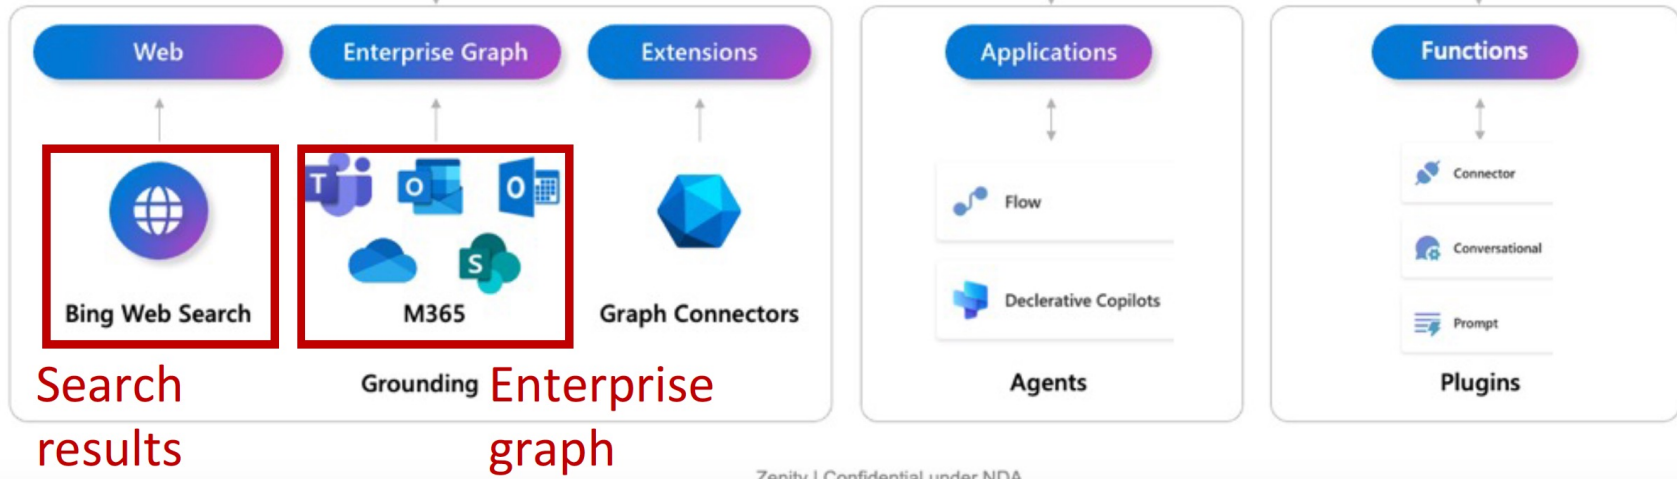 Web
Enterprise Graph
Extensions
T
O
O
S
Bing Web Search
M365
Graph Connectors
Grounding
Search
results
Enterprise
graph
Applications
Flow
Declerative Copilots
Agents
Functions
Connector
Conversational
Prompt
Plugins
Zenity | Confidential under NDA